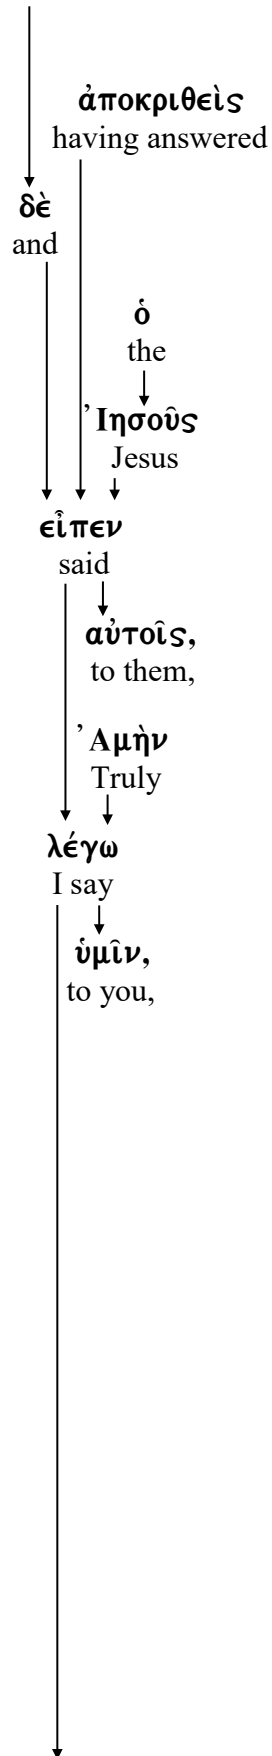 ἀποκριθεὶς
having answered
δὲ
and
ὁ
the
Ἰησοῦς
Jesus
εἶπεν
said
αὐτοῖς,
to them,
Ἀμὴν
Truly
λέγω
I say
ὑμῖν,
to you,